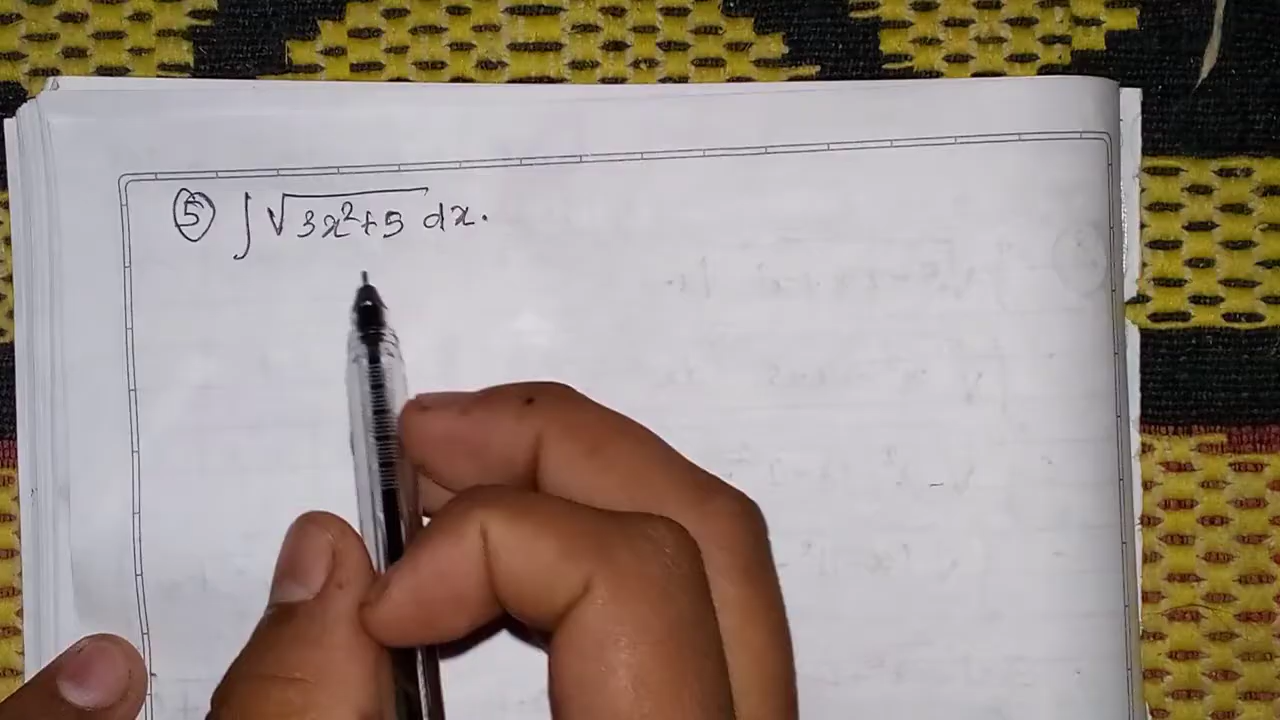 ⑤ ∫√3x²+5 dx.